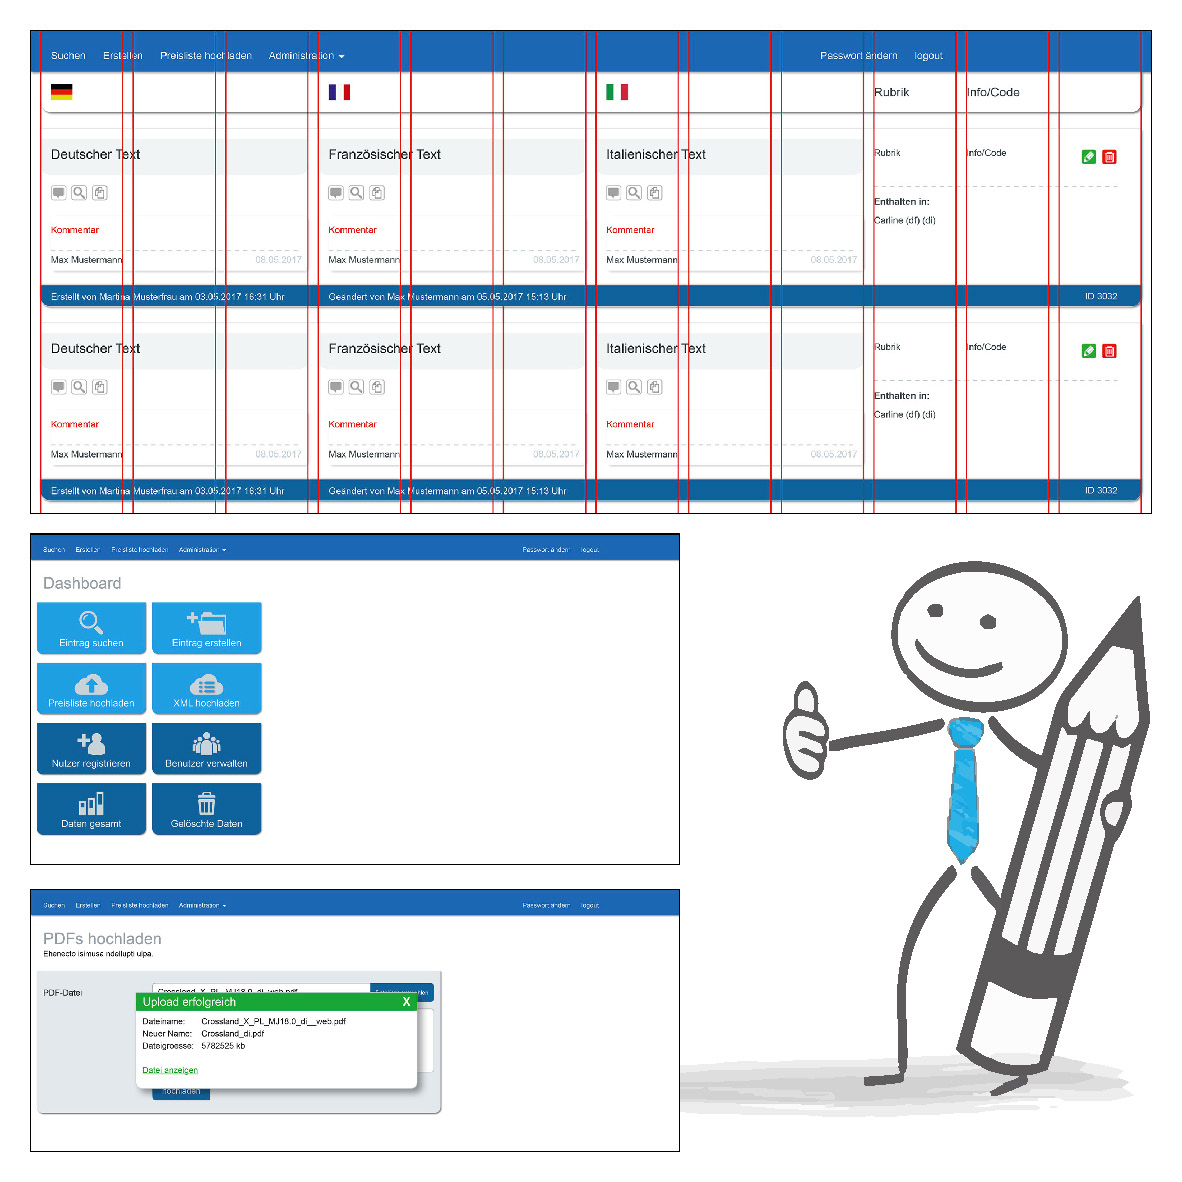 Suchen Erstellen Preisliste hochladen Administration Passwort ändern logout
Rubrik Info/Code
Deutscher Text Französischer Text Italienischer Text Rubrik Info/Code
Enthalten in:
Carline (df) (di)
Kommentar Kommentar Kommentar
Max Mustermann 08.05.2017 Max Mustermann 08.05.2017 Max Mustermann 08.05.2017
Erstellt von Martina Musterfrau am 03.05.2017 16:31 Uhr Geändert von Max Mustermann am 05.05.2017 15:13 Uhr ID 3032
Deutscher Text Französischer Text Italienischer Text Rubrik Info/Code
Enthalten in:
Carline (df) (di)
Kommentar Kommentar Kommentar
Max Mustermann 08.05.2017 Max Mustermann 08.05.2017 Max Mustermann 08.05.2017
Erstellt von Martina Musterfrau am 03.05.2017 16:31 Uhr Geändert von Max Mustermann am 05.05.2017 15:13 Uhr ID 3032
Suchen Erstellen Preisliste hochladen Administration Passwort ändern logout
Dashboard
Eintrag suchen Eintrag erstellen
Preisliste hochladen XML hochladen
Nutzer registrieren Benutzer verwalten
Daten gesamt Gelöschte Daten
Suchen Erstellen Preisliste hochladen Administration Passwort ändern logout
PDFs hochladen
Ehenecto isimusa ndellupti ulpa.
PDF-Datei Crossland_X_PL_MJ18.0_di_web.pdf
Upload erfolgreich X
Dateiname: Crossland_X_PL_MJ18.0_di__web.pdf
Neuer Name: Crossland_di.pdf
Dateigroesse: 5782525 kb
Datei anzeigen
hochladen